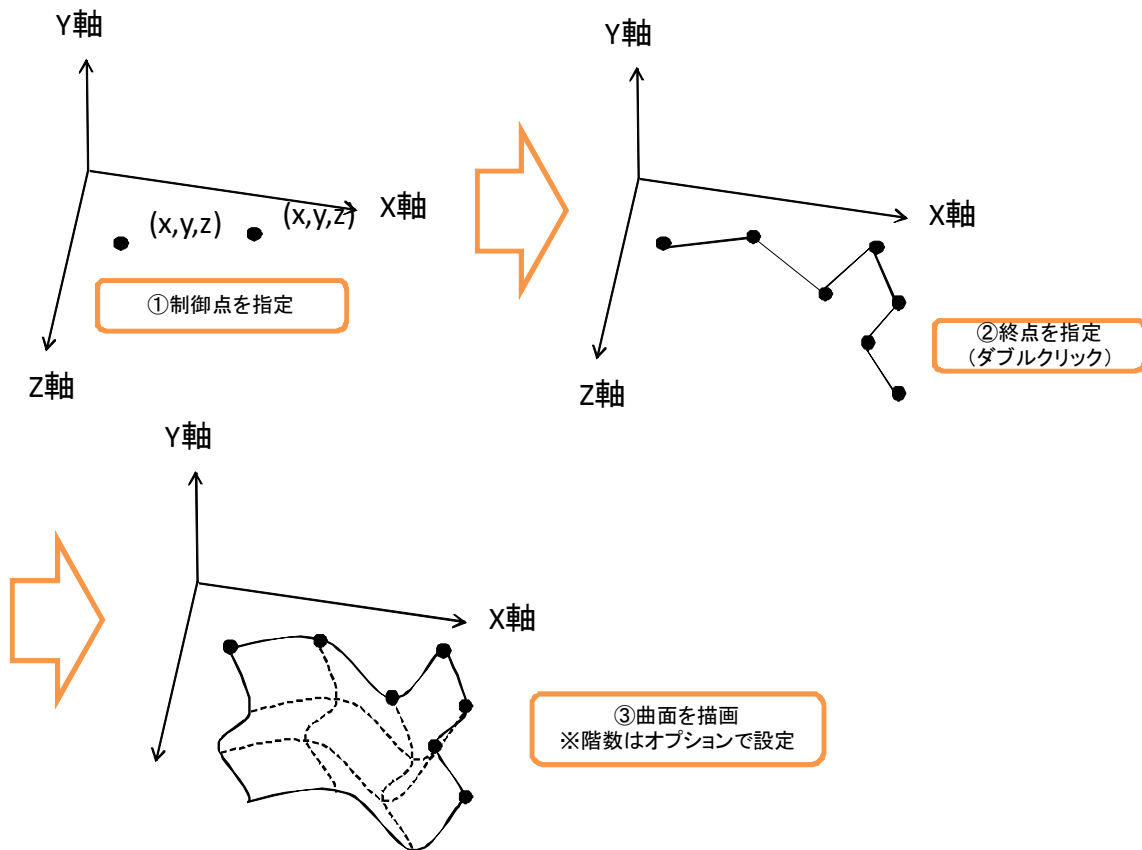 Y軸
(x,y,z)
(x,y,z)
X軸
①制御点を指定
Z軸
Y軸
X軸
②終点を指定
(ダブルクリック)
Z軸
Y軸
X軸
③曲面を描画
※階数はオプションで設定